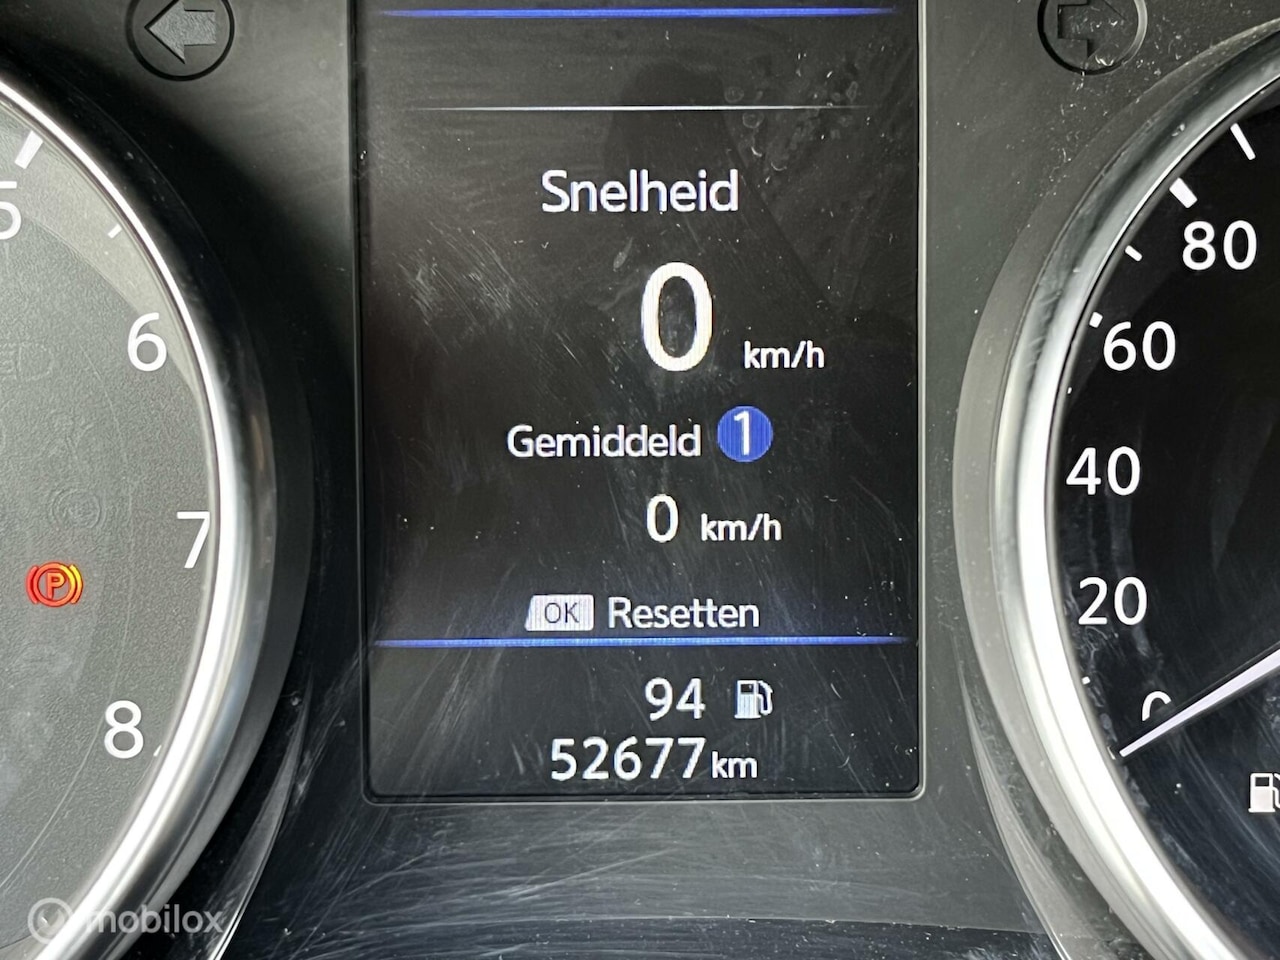 Snelheid
0 km/h
Gemiddeld 1
0 km/h
OK Resetten
94
52677 km
5
6
7
8
P
80
60
40
20
0
mobilox